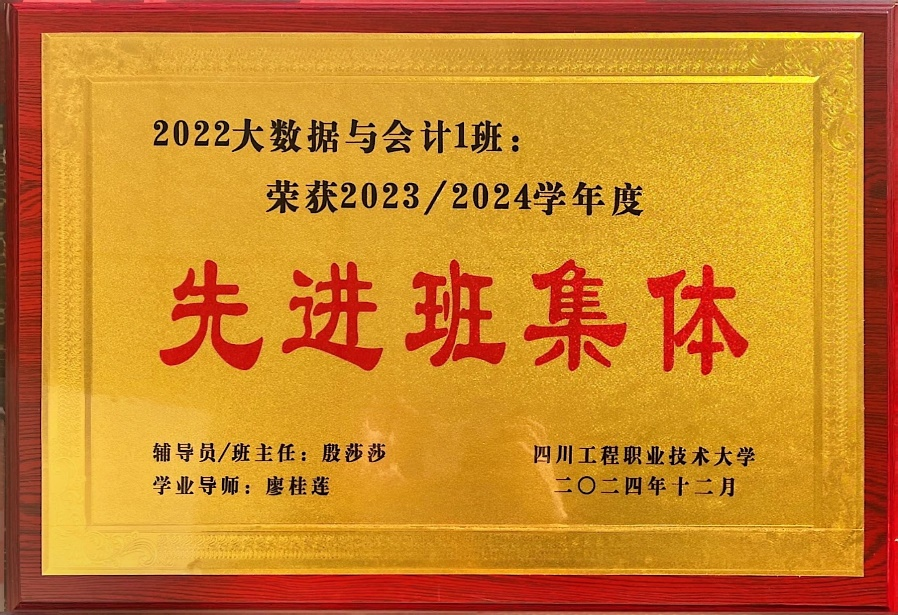 2022大数据与会计1班：
荣获2023/2024学年度
先进班集体
辅导员/班主任：殷莎莎
学业导师：廖桂莲
四川工程职业技术大学
二〇二四年十二月